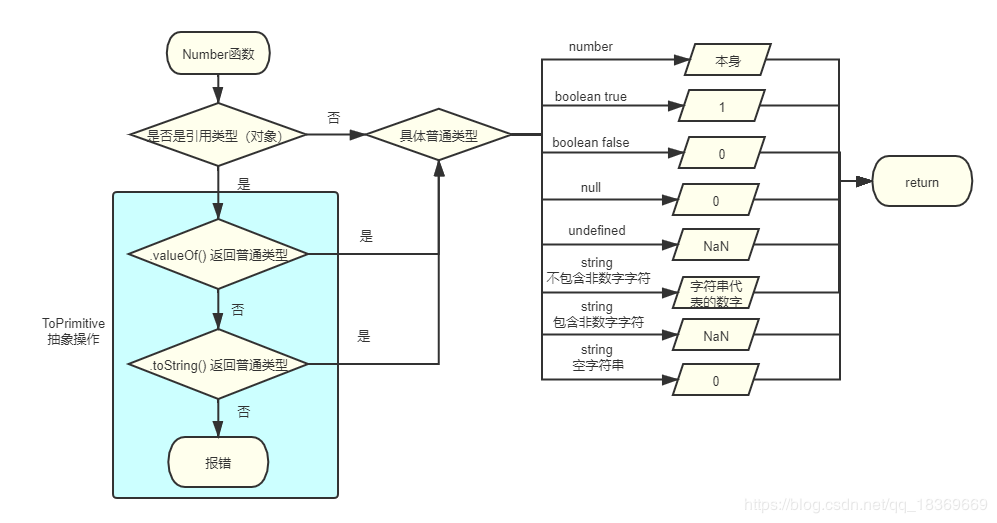 Number函数
是否是引用类型（对象）
否
具体普通类型
是
.valueOf() 返回普通类型
是
否
ToPrimitive
抽象操作
.toString() 返回普通类型
是
否
报错
number
本身
boolean true
1
boolean false
0
null
0
undefined
NaN
string
不包含非数字字符
字符串代
表的数字
string
包含非数字字符
NaN
string
空字符串
0
return
https://blog.csdn.net/qq_18369669